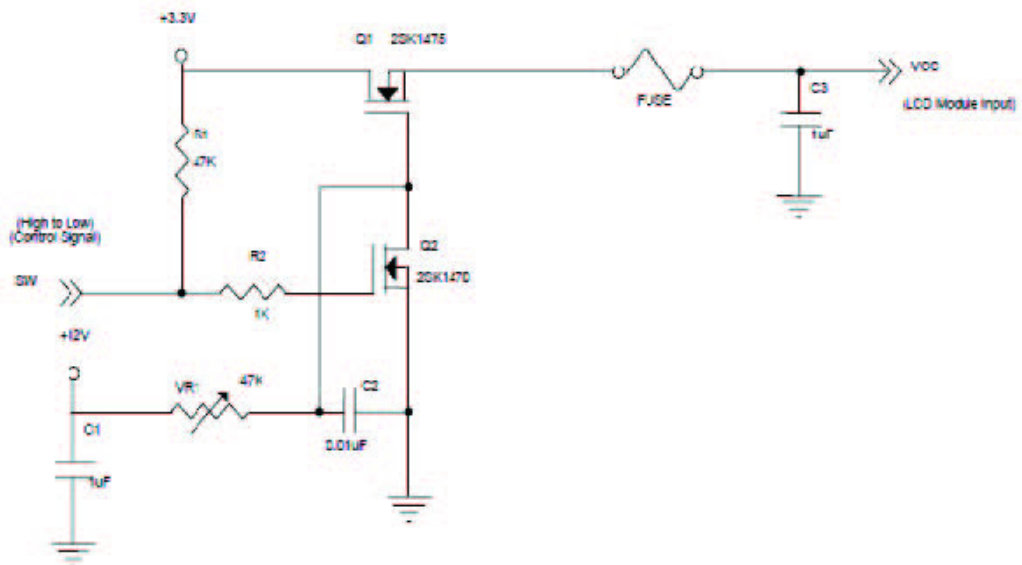 +3.3V
Q1 2SK1475
VCC
C3
FUSE
(LCD Module Input)
1uF
R1
47K
(High to Low)
(Control Signal)
Q2
R2
2SK1470
SW
1K
+12V
47K
VR1
C2
C1
0.01uF
1uF